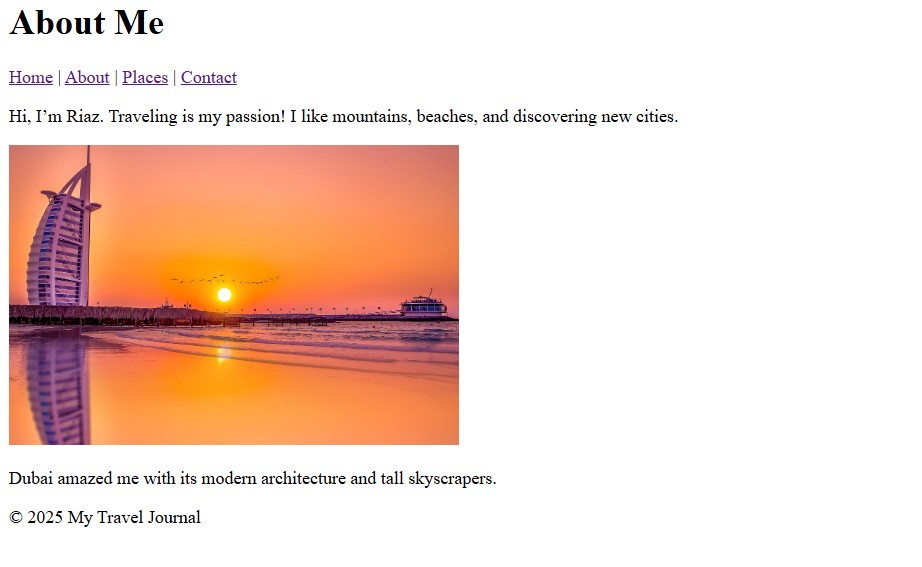 About Me
Home | About | Places | Contact
Hi, I’m Riaz. Traveling is my passion! I like mountains, beaches, and discovering new cities.
Dubai amazed me with its modern architecture and tall skyscrapers.
© 2025 My Travel Journal